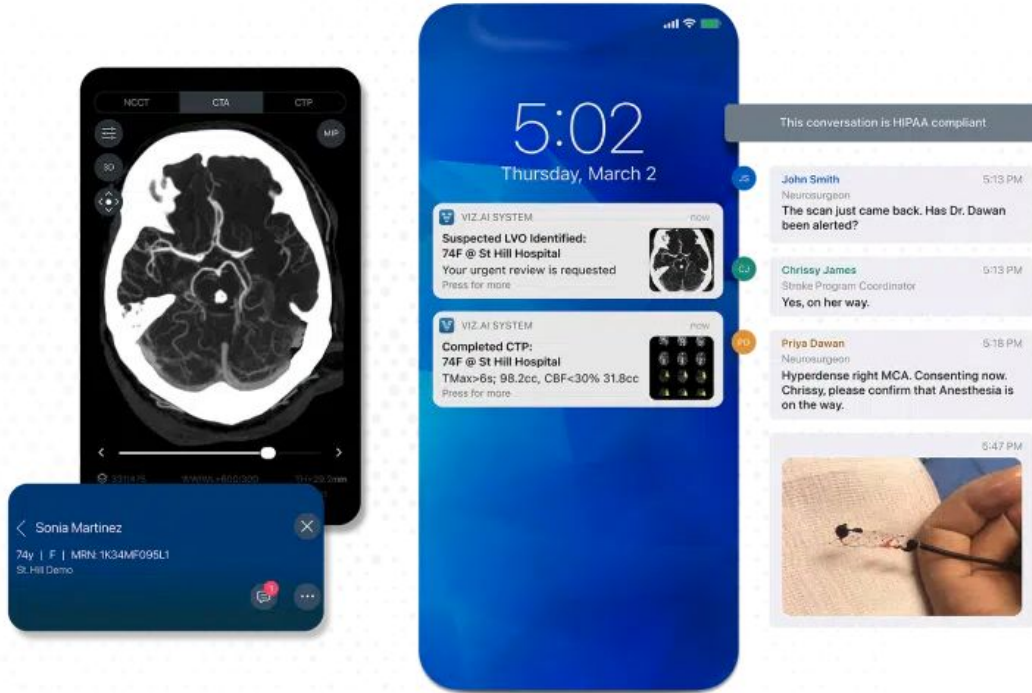 NCCT
CTA
CTP
MIP
3D
Sonia Martinez
74y | F | MRN: 1K34MF095L1
St. Hill Demo
1
5:02
Thursday, March 2
VIZ.AI SYSTEM
now
Suspected LVO Identified:
74F @ St Hill Hospital
Your urgent review is requested
Press for more
VIZ.AI SYSTEM
now
Completed CTP:
74F @ St Hill Hospital
TMax>6s; 98.2cc, CBF<30% 31.8cc
Press for more
This conversation is HIPAA compliant
JS
John Smith
5:13 PM
Neurosurgeon
The scan just came back. Has Dr. Dawan
been alerted?
CJ
Chrissy James
5:13 PM
Stroke Program Coordinator
Yes, on her way.
PD
Priya Dawan
5:18 PM
Neurosurgeon
Hyperdense right MCA. Consenting now.
Chrissy, please confirm that Anesthesia is
on the way.
5:47 PM